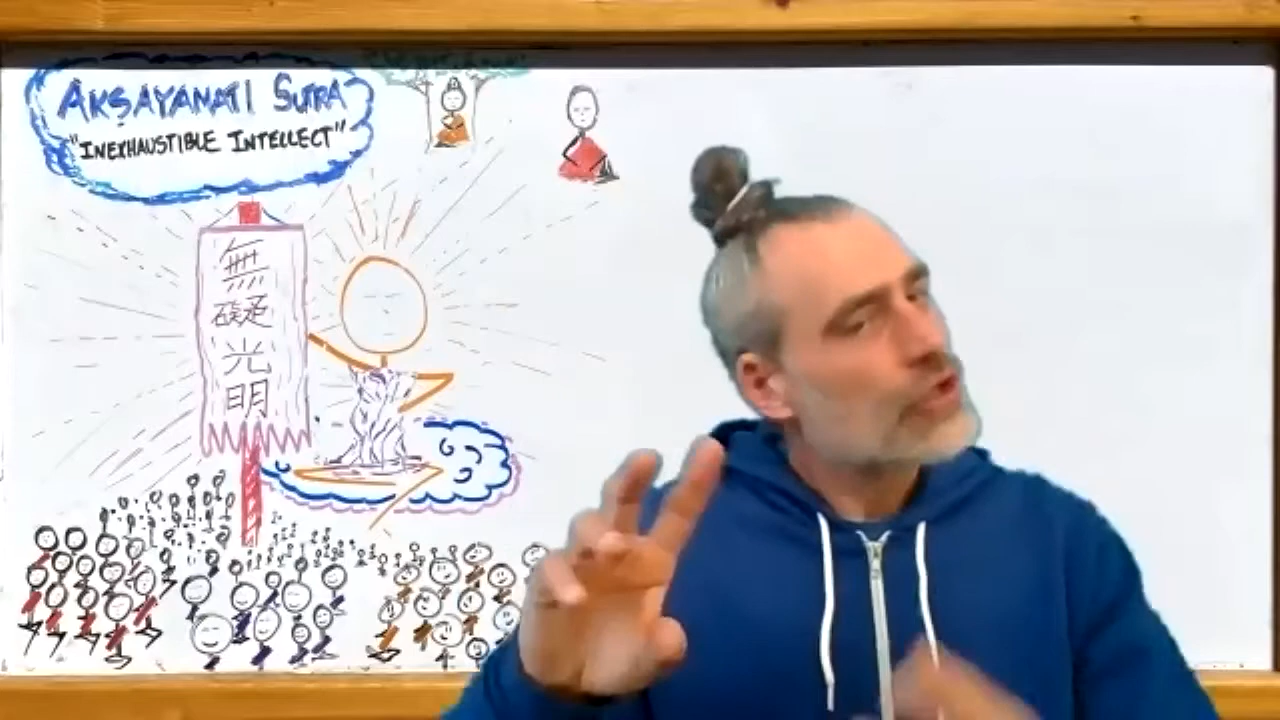 AKṢAYAMATI SUTRA
"INEXHAUSTIBLE INTELLECT"
無
礙
光
明